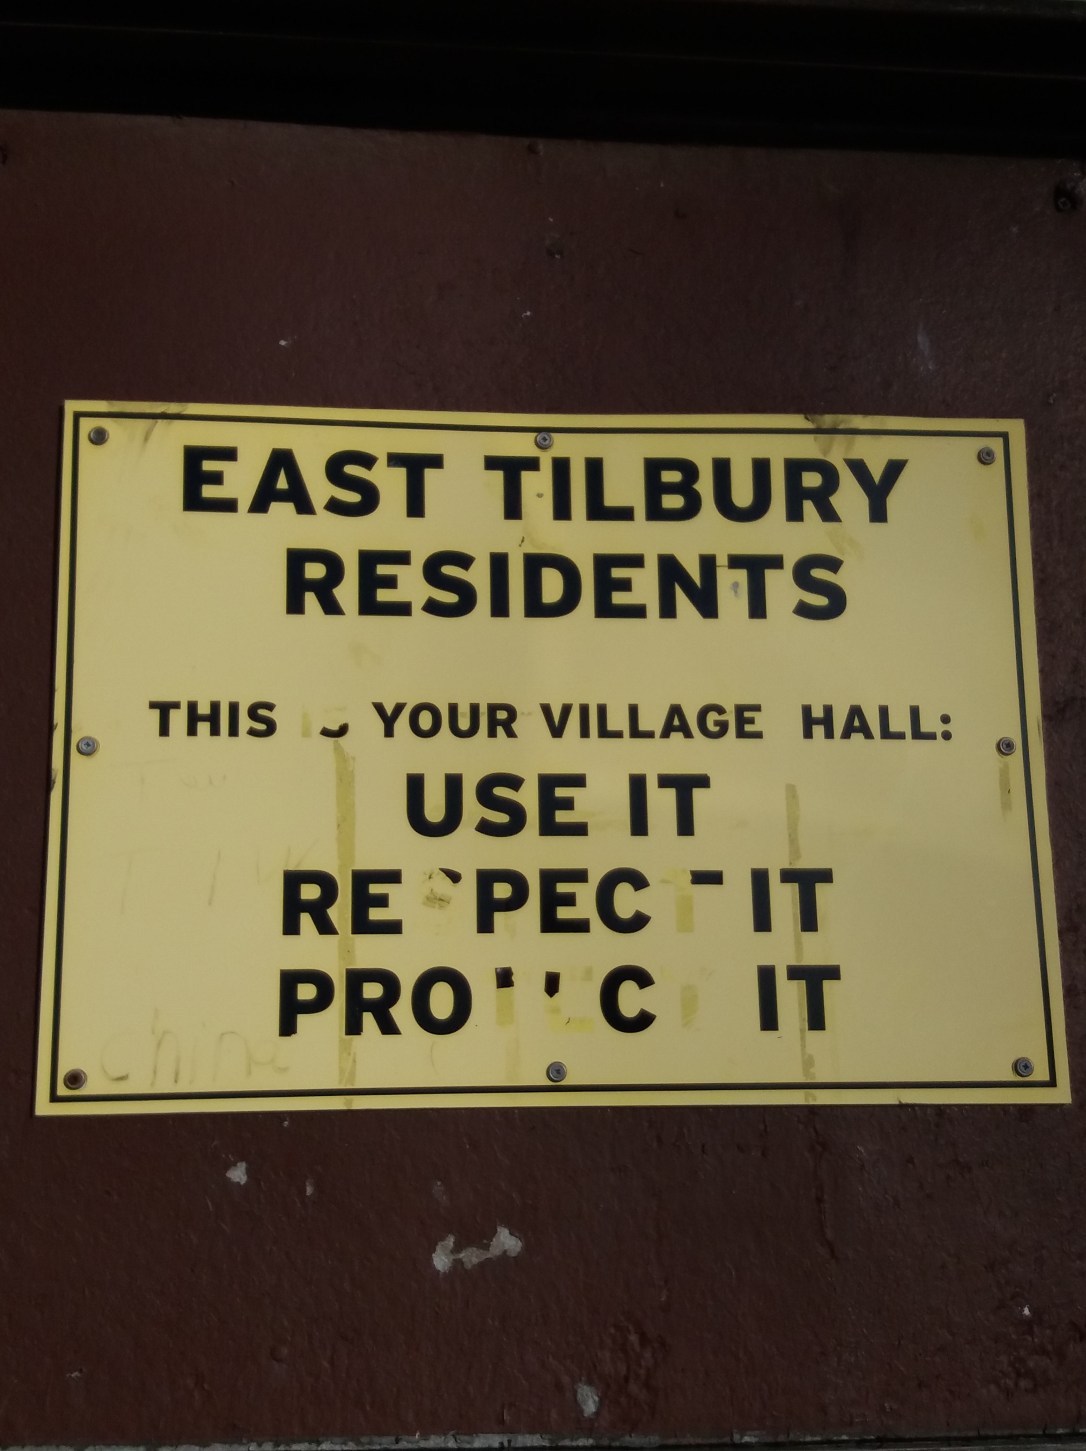 EAST TILBURY
RESIDENTS
THIS IS YOUR VILLAGE HALL:
USE IT
RESPECT IT
PROTECT IT